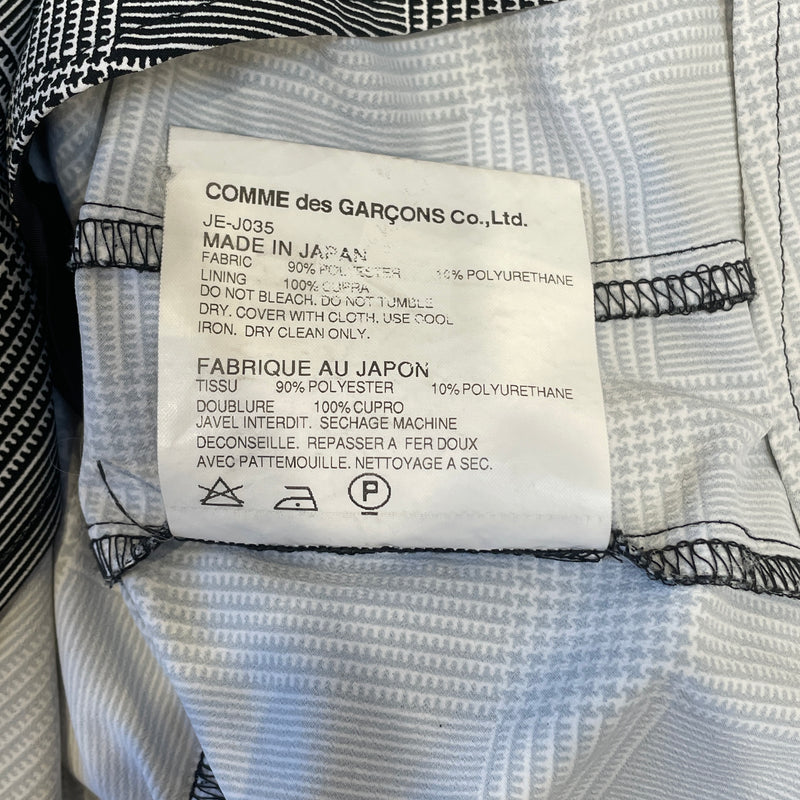 COMME des GARÇONS Co.,Ltd.
JE-J035
MADE IN JAPAN
FABRIC 90% POLYESTER 10% POLYURETHANE
LINING 100% CUPRA
DO NOT BLEACH. DO NOT TUMBLE
DRY. COVER WITH CLOTH. USE COOL
IRON. DRY CLEAN ONLY.
FABRIQUE AU JAPON
TISSU 90% POLYESTER 10% POLYURETHANE
DOUBLURE 100% CUPRO
JAVEL INTERDIT. SECHAGE MACHINE
DECONSEILLE. REPASSER A FER DOUX
AVEC PATTEMOUILLE. NETTOYAGE A SEC.
P